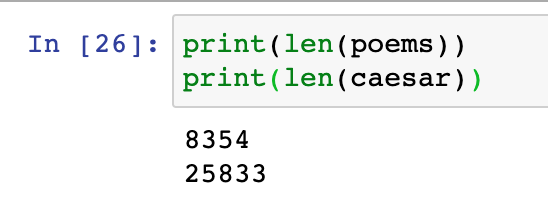 In [26]: print(len(poems))
print(len(caesar))
8354
25833